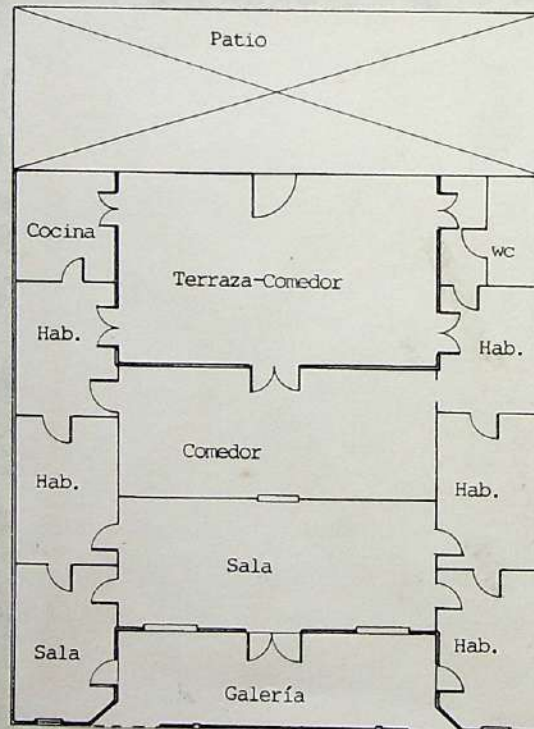 Patio
Cocina
wc
Terraza-Comedor
Hab.
Hab.
Comedor
Hab.
Hab.
Sala
Sala
Hab.
Galería